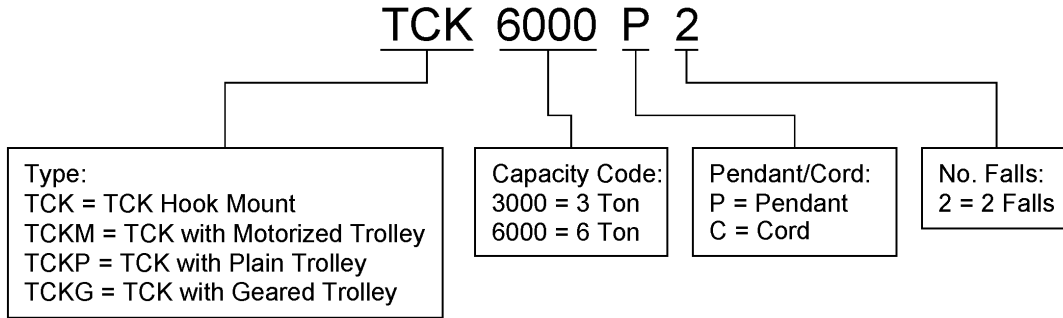 TCK 6000 P 2
Type:
TCK = TCK Hook Mount
TCKM = TCK with Motorized Trolley
TCKP = TCK with Plain Trolley
TCKG = TCK with Geared Trolley
Capacity Code:
3000 = 3 Ton
6000 = 6 Ton
Pendant/Cord:
P = Pendant
C = Cord
No. Falls:
2 = 2 Falls